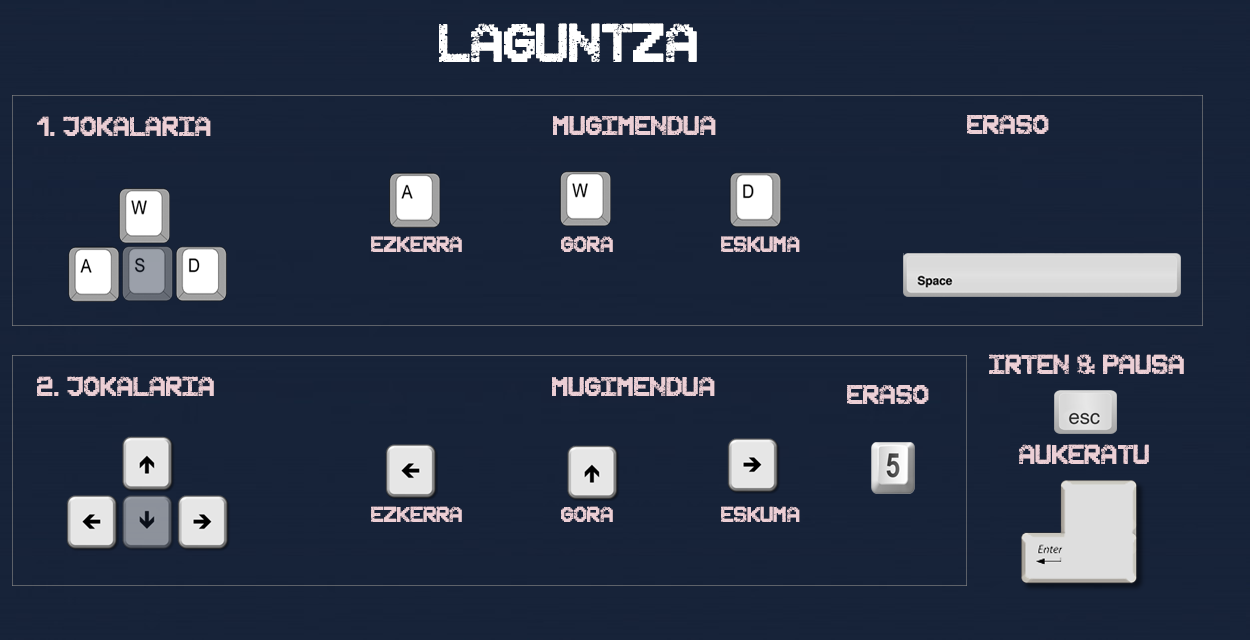 LAGUNTZA
1. JOKALARIA
MUGIMENDUA
ERASO
W
A S D
A
EZKERRA
W
GORA
D
ESKUMA
Space
2. JOKALARIA
MUGIMENDUA
ERASO
↑
← ↓ →
←
EZKERRA
↑
GORA
→
ESKUMA
5
IRTEN & PAUSA
esc
AUKERATU
Enter
←